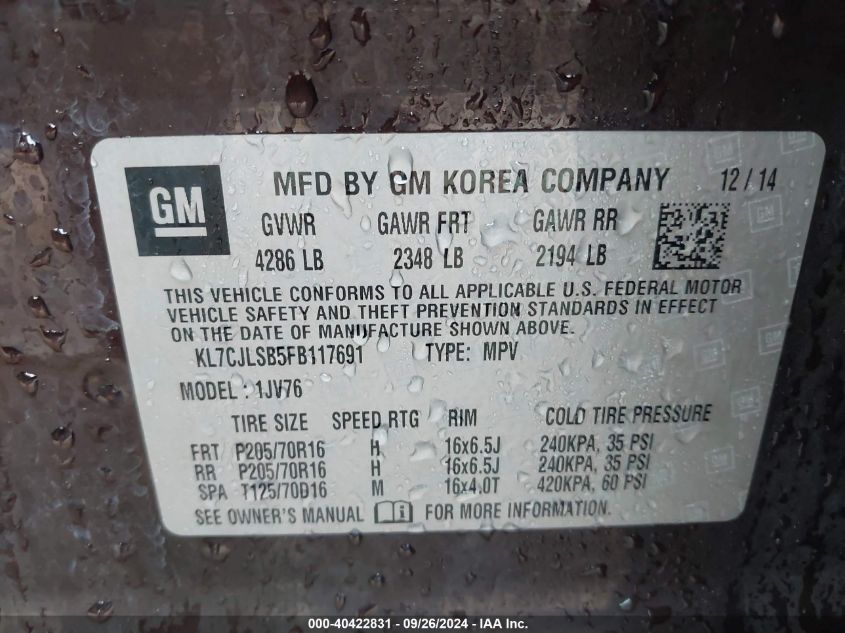 GM MFD BY GM KOREA COMPANY 12/14
GVWR GAWR FRT GAWR RR
4286 LB 2348 LB 2194 LB
THIS VEHICLE CONFORMS TO ALL APPLICABLE U.S. FEDERAL MOTOR
VEHICLE SAFETY AND THEFT PREVENTION STANDARDS IN EFFECT
ON THE DATE OF MANUFACTURE SHOWN ABOVE.
KL7CJLSB5FB117691 TYPE: MPV
MODEL : 1JV76
TIRE SIZE SPEED RTG RIM COLD TIRE PRESSURE
FRT P205/70R16 H 16x6.5J 240KPA, 35 PSI
RR P205/70R16 H 16x6.5J 240KPA, 35 PSI
SPA T125/70D16 M 16x4.0T 420KPA, 60 PSI
SEE OWNER'S MANUAL i FOR MORE INFORMATION.
000-40422831 - 09/26/2024 - IAA Inc.